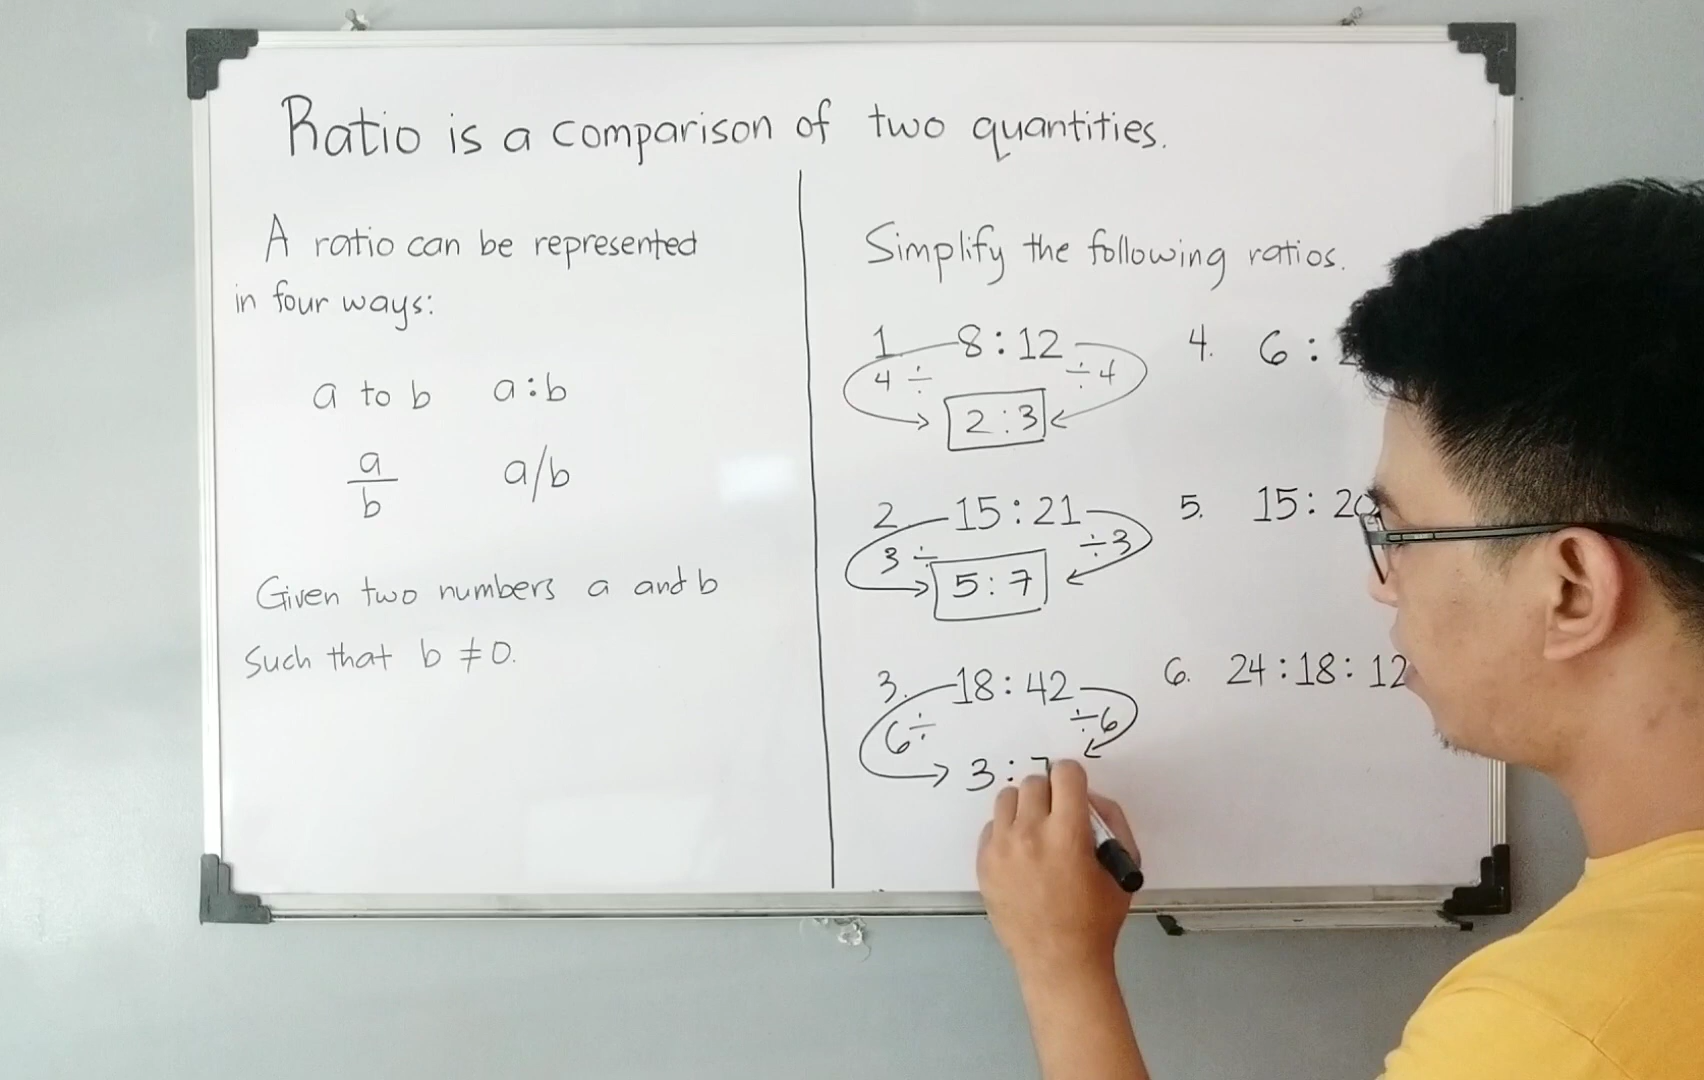 Ratio is a comparison of two quantities.
A ratio can be represented
in four ways:
a to b a:b
a
b
a/b
Given two numbers a and b
such that b ≠ 0.
Simplify the following ratios.
1. 8:12
4 ÷ ÷ 4
2:3
2. 15:21
3 ÷ ÷ 3
5:7
3. 18:42
6 ÷ ÷ 6
3:
4. 6:
5. 15:
6. 24:18:12